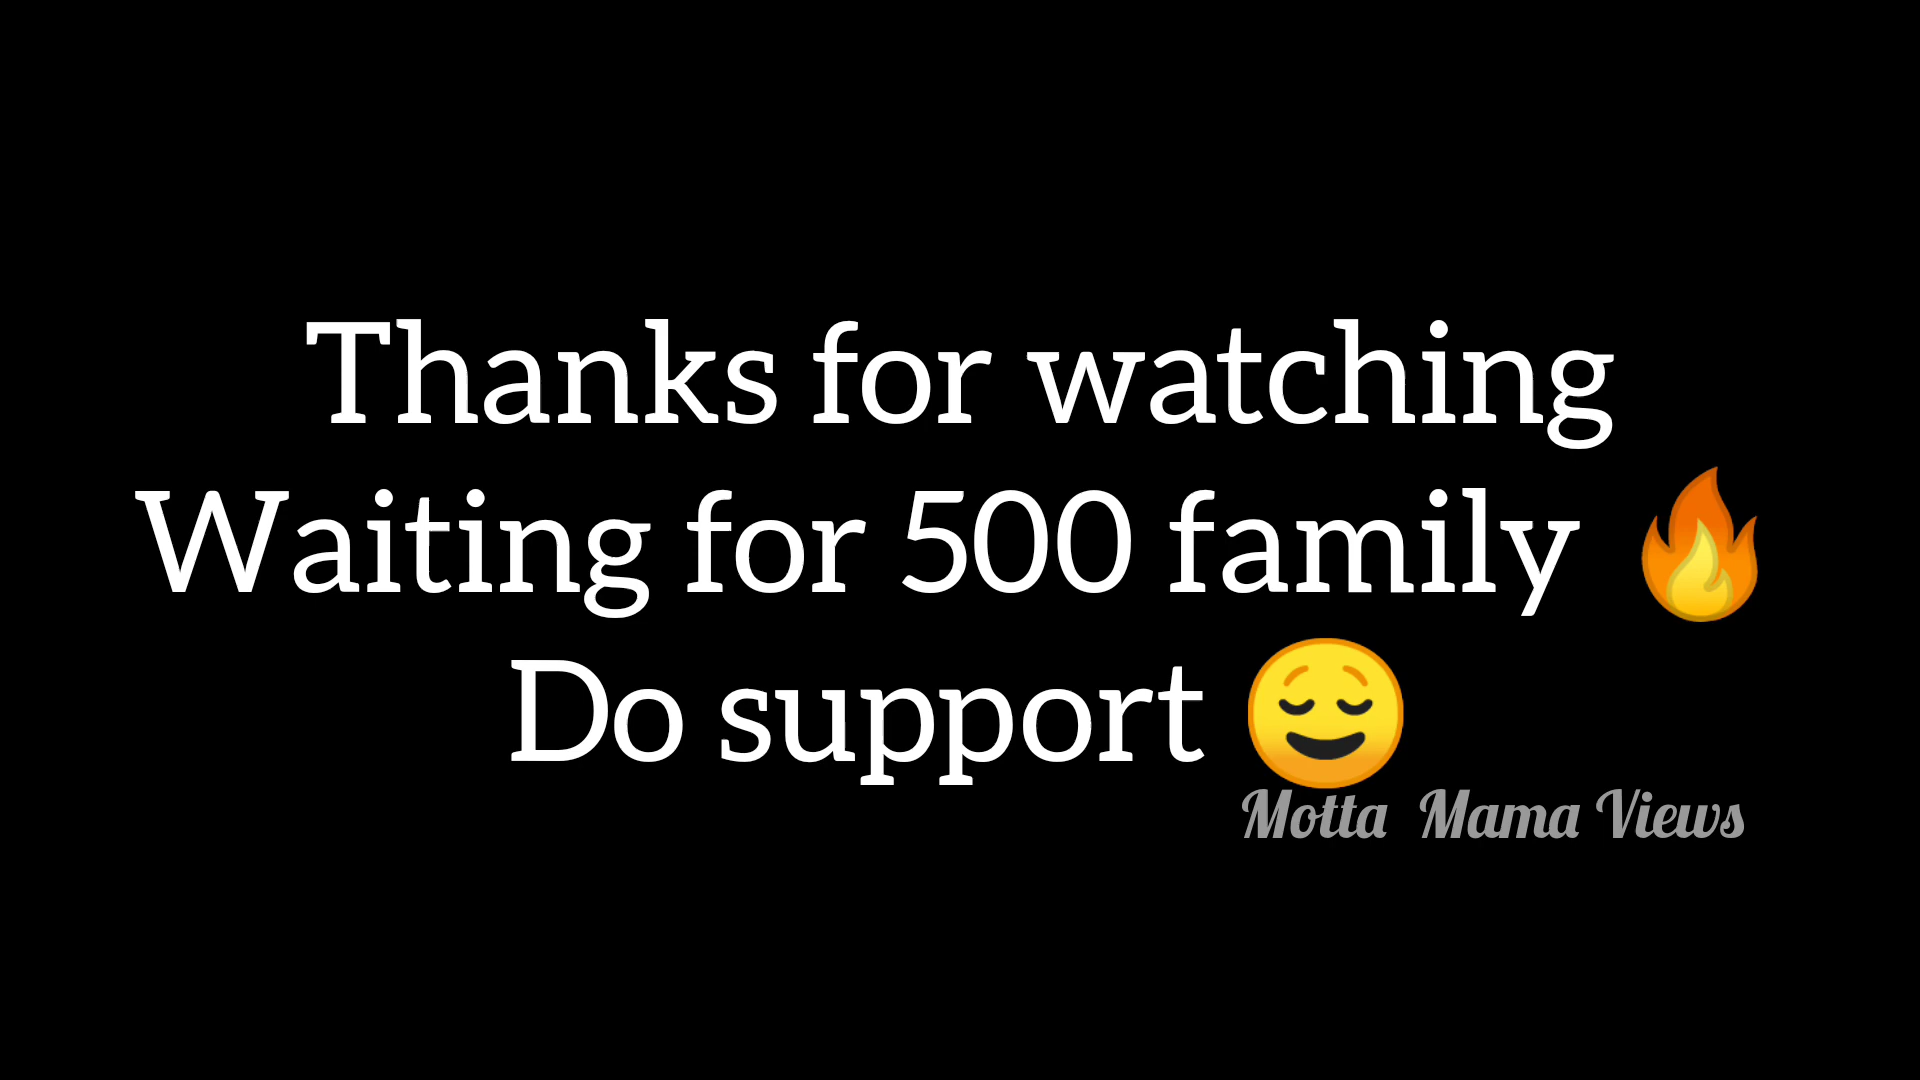 Thanks for watching
Waiting for 500 family 🔥
Do support 😌
Motta Mama Views